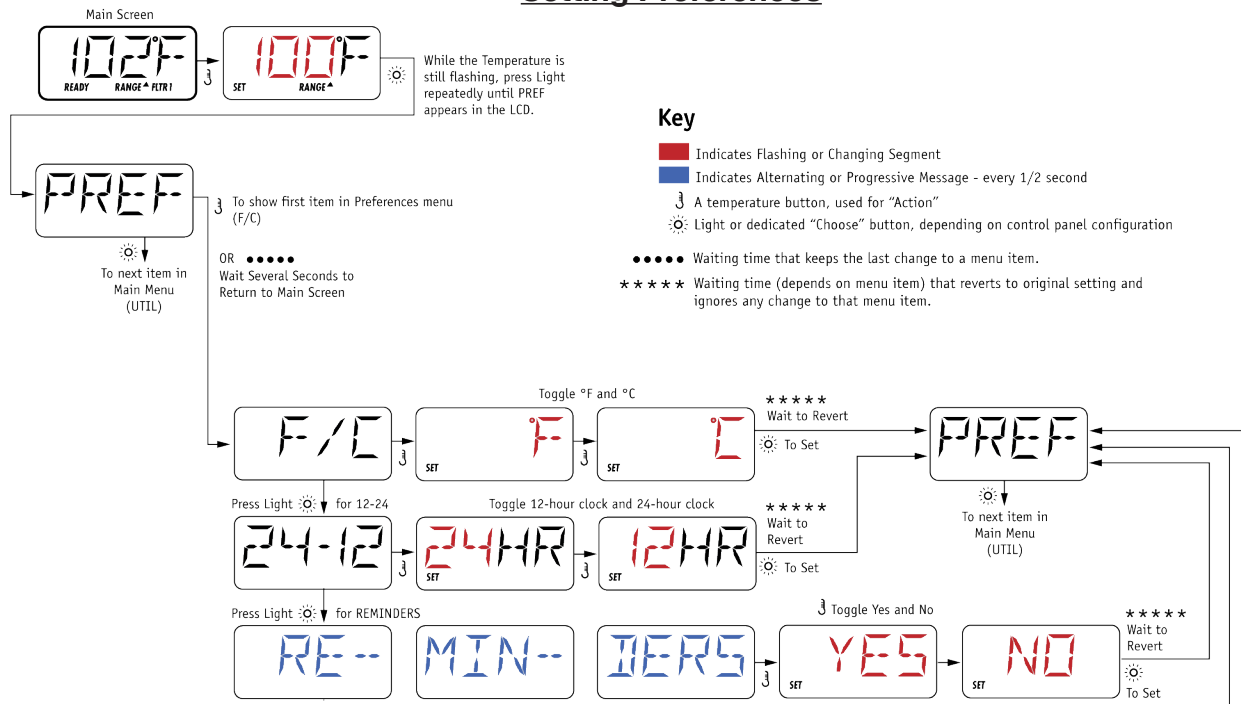 Setting Preferences
Main Screen
102°F
READY RANGE FLTR1
100°F
SET RANGE
While the Temperature is
still flashing, press Light
repeatedly until PREF
appears in the LCD.
Key
Indicates Flashing or Changing Segment
Indicates Alternating or Progressive Message - every 1/2 second
A temperature button, used for “Action”
Light or dedicated “Choose” button, depending on control panel configuration
••••• Waiting time that keeps the last change to a menu item.
***** Waiting time (depends on menu item) that reverts to original setting and
ignores any change to that menu item.
PREF
To show first item in Preferences menu
(F/C)
OR •••••
Wait Several Seconds to
Return to Main Screen
To next item in
Main Menu
(UTIL)
Toggle °F and °C
F/C
°F
SET
°C
SET
*****
Wait to Revert
To Set
PREF
To next item in
Main Menu
(UTIL)
Press Light for 12-24
Toggle 12-hour clock and 24-hour clock
24-12
24HR
SET
12HR
SET
*****
Wait to
Revert
To Set
Press Light for REMINDERS
Toggle Yes and No
RE--
MIN--
DERS
YES
SET
NO
SET
*****
Wait to
Revert
To Set